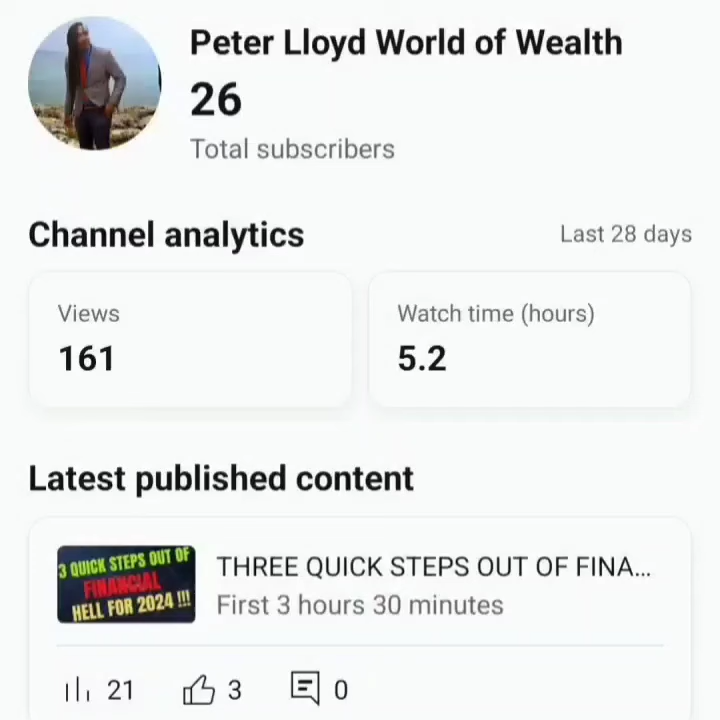 Peter Lloyd World of Wealth
26
Total subscribers
Channel analytics
Last 28 days
Views
161
Watch time (hours)
5.2
Latest published content
3 QUICK STEPS OUT OF
FINANCIAL
HELL FOR 2024 !!!
THREE QUICK STEPS OUT OF FINA...
First 3 hours 30 minutes
21
3
0